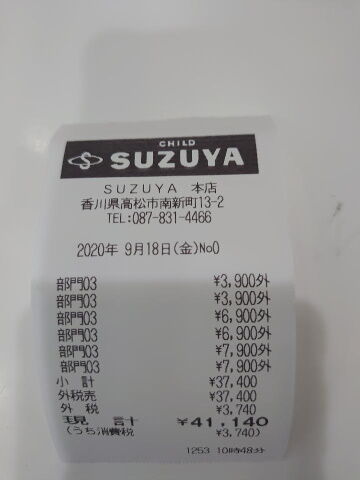 CHILD
SUZUYA
SUZUYA 本店
香川県高松市南新町13-2
TEL:087-831-4466
2020年 9月18日(金)No0
部門03 ¥3,900外
部門03 ¥3,900外
部門03 ¥6,900外
部門03 ¥6,900外
部門03 ¥7,900外
部門03 ¥7,900外
小 計 ¥37,400
外税売 ¥37,400
外 税 ¥3,740
現 計 ¥41,140
(うち消費税 ¥3,740)
1253 10時48分